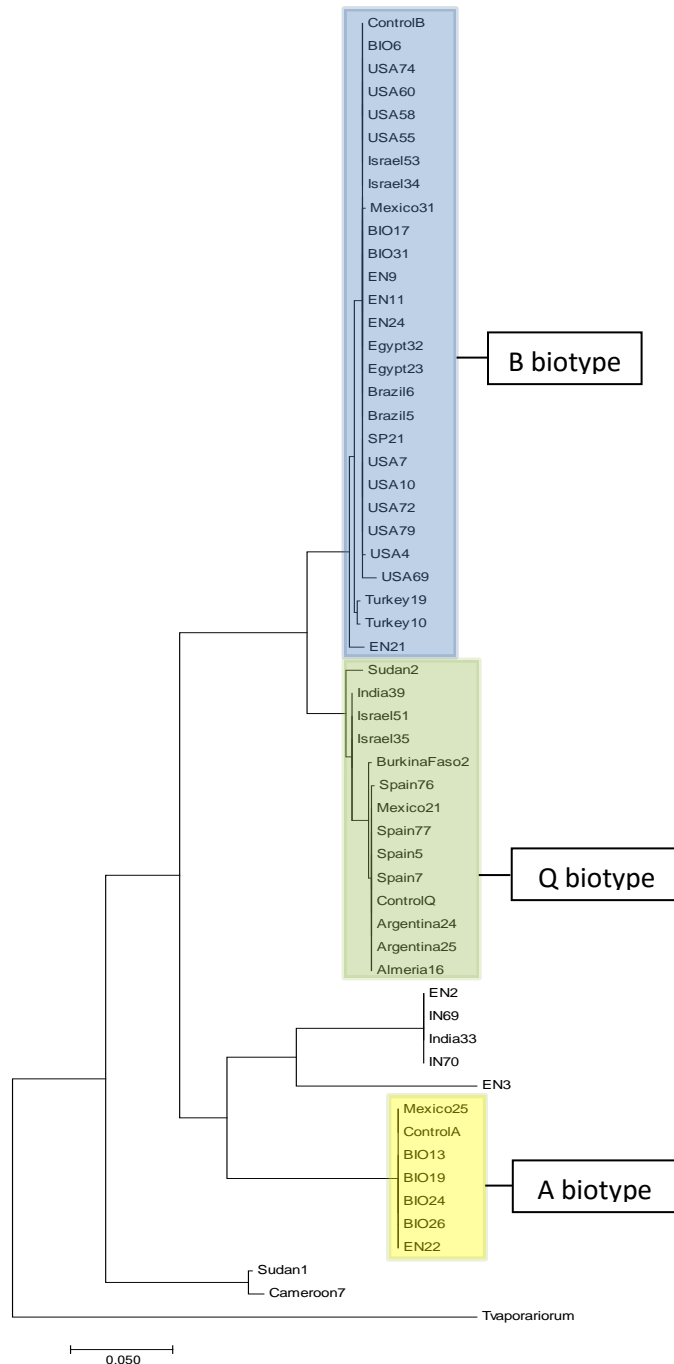 ControlB
BIO6
USA74
USA60
USA58
USA55
Israel53
Israel34
Mexico31
BIO17
BIO31
EN9
EN11
EN24
Egypt32
Egypt23
Brazil6
Brazil5
SP21
USA7
USA10
USA72
USA79
USA4
USA69
Turkey19
Turkey10
EN21
B biotype
Sudan2
India39
Israel51
Israel35
BurkinaFaso2
Spain76
Mexico21
Spain77
Spain5
Spain7
ControlQ
Argentina24
Argentina25
Almeria16
Q biotype
EN2
IN69
India33
IN70
EN3
Mexico25
ControlA
BIO13
BIO19
BIO24
BIO26
EN22
A biotype
Sudan1
Cameroon7
Tvaporariorum
0.050